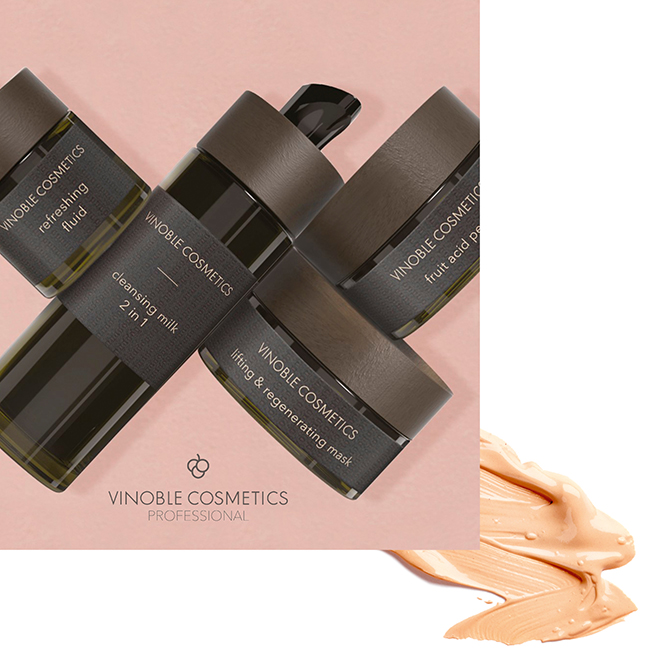 VINOBLE COSMETICS
refreshing
fluid
VINOBLE COSMETICS
cleansing milk
2 in 1
VINOBLE COSMETICS
fruit acid pe
VINOBLE COSMETICS
lifting & regenerating mask
VINOBLE COSMETICS
PROFESSIONAL